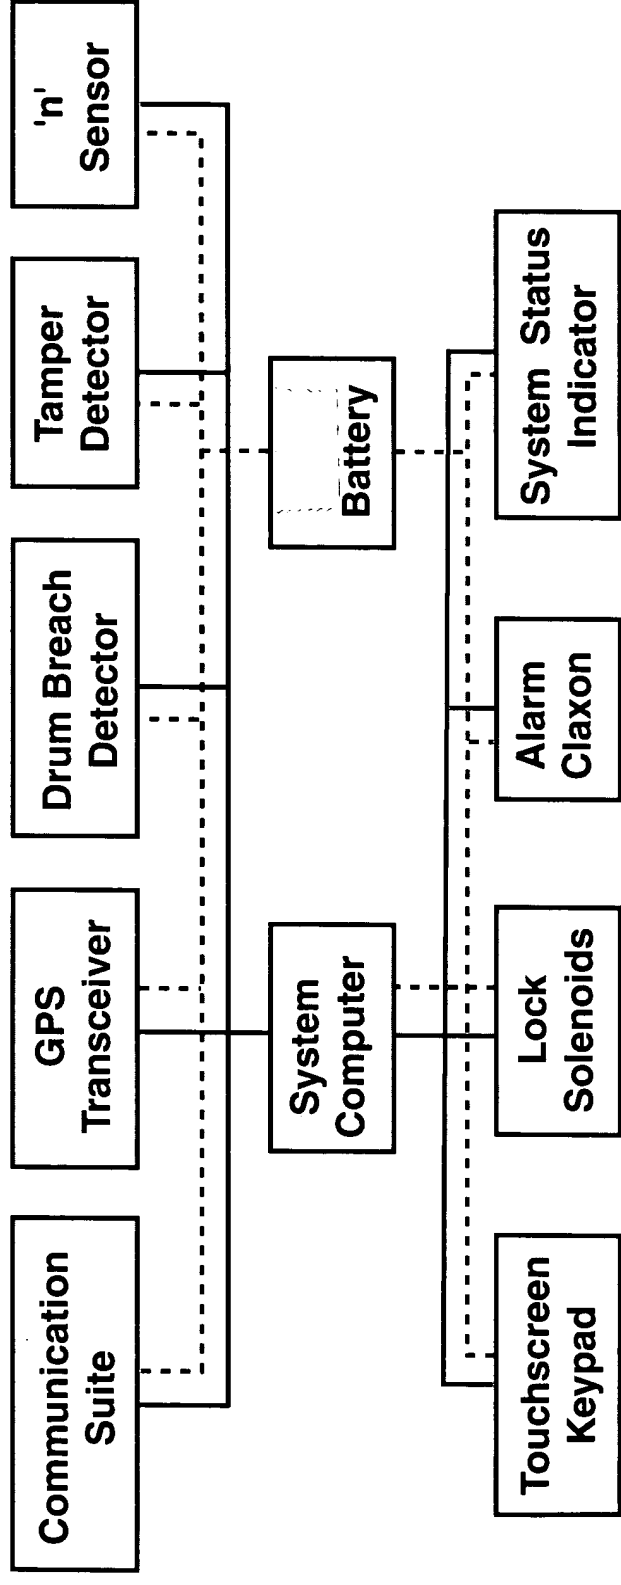 Communication
Suite
GPS
Transceiver
Drum Breach
Detector
Tamper
Detector
'n'
Sensor
System
Computer
Battery
Touchscreen
Keypad
Lock
Solenoids
Alarm
Claxon
System Status
Indicator